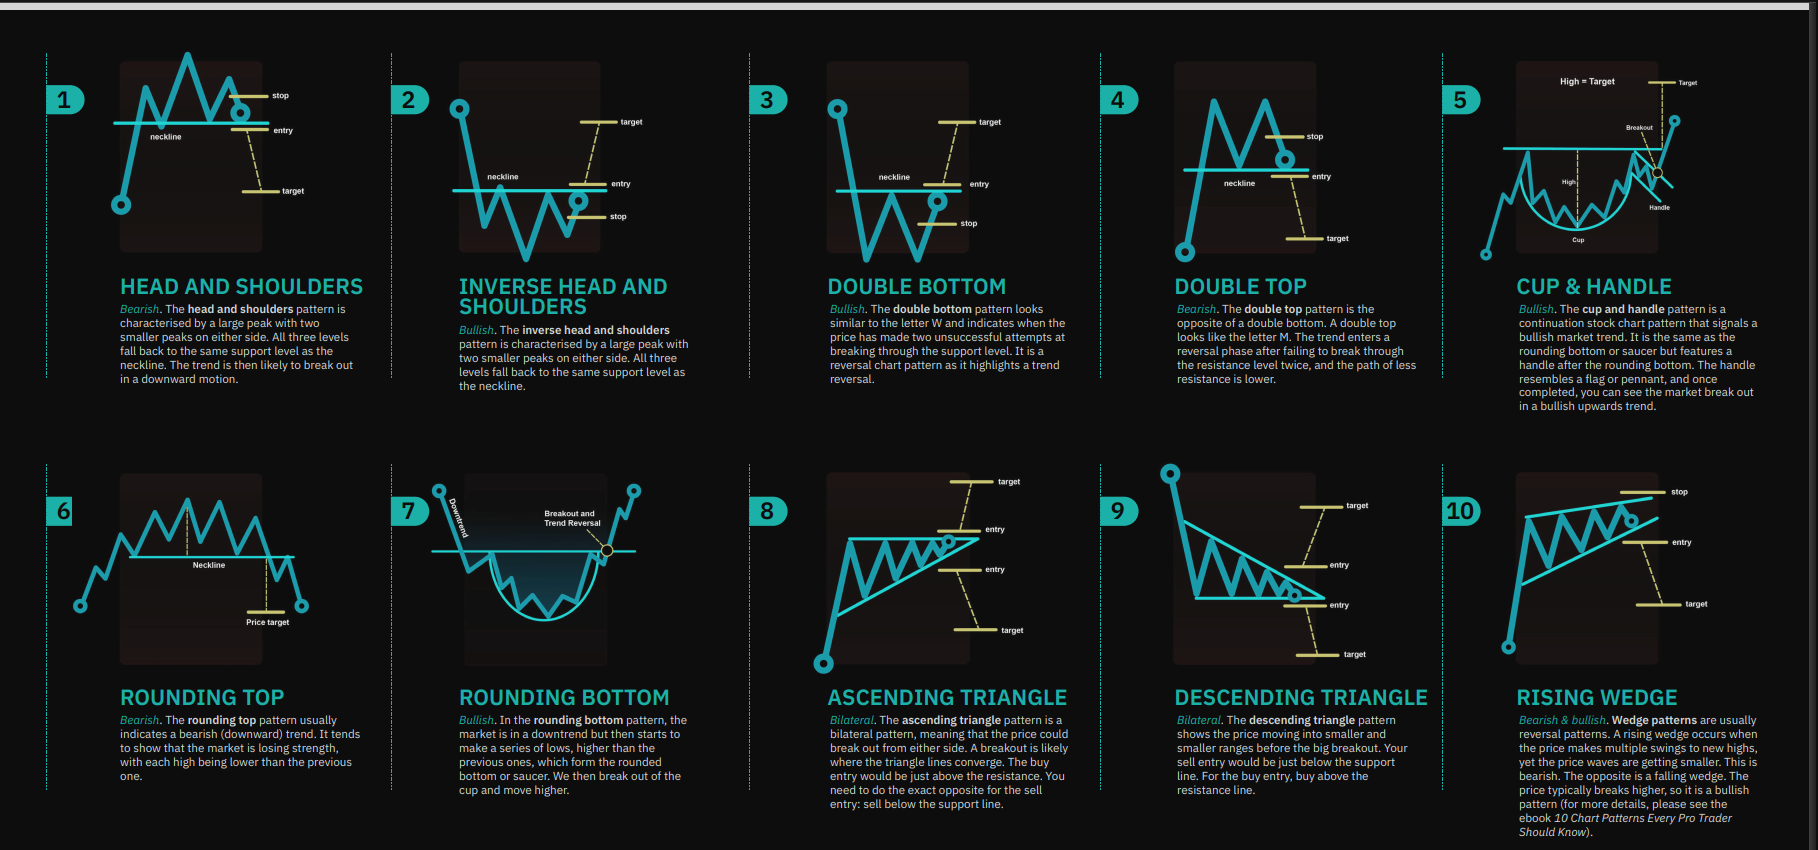 1
stop
neckline
entry
target
HEAD AND SHOULDERS
Bearish. The head and shoulders pattern is
characterised by a large peak with two
smaller peaks on either side. All three levels
fall back to the same support level as the
neckline. The trend is then likely to break out
in a downward motion.
2
target
neckline
entry
stop
INVERSE HEAD AND
SHOULDERS
Bullish. The inverse head and shoulders
pattern is characterised by a large peak with
two smaller peaks on either side. All three
levels fall back to the same support level as
the neckline.
3
target
neckline
entry
stop
DOUBLE BOTTOM
Bullish. The double bottom pattern looks
similar to the letter W and indicates when the
price has made two unsuccessful attempts at
breaking through the support level. It is a
reversal chart pattern as it highlights a trend
reversal.
4
stop
entry
neckline
target
DOUBLE TOP
Bearish. The double top pattern is the
opposite of a double bottom. A double top
looks like the letter M. The trend enters a
reversal phase after failing to break through
the resistance level twice, and the path of less
resistance is lower.
5
High = Target
Target
Breakout
High
Handle
Cup
CUP & HANDLE
Bullish. The cup and handle pattern is a
continuation stock chart pattern that signals a
bullish market trend. It is the same as the
rounding bottom or saucer but features a
handle after the rounding bottom. The handle
resembles a flag or pennant, and once
completed, you can see the market break out
in a bullish upwards trend.
6
Neckline
Price target
ROUNDING TOP
Bearish. The rounding top pattern usually
indicates a bearish (downward) trend. It tends
to show that the market is losing strength,
with each high being lower than the previous
one.
7
Downtrend
Breakout and
Trend Reversal
ROUNDING BOTTOM
Bullish. In the rounding bottom pattern, the
market is in a downtrend but then starts to
make a series of lows, higher than the
previous ones, which form the rounded
bottom or saucer. We then break out of the
cup and move higher.
8
target
entry
entry
target
ASCENDING TRIANGLE
Bilateral. The ascending triangle pattern is a
bilateral pattern, meaning that the price could
break out from either side. A breakout is likely
where the triangle lines converge. The buy
entry would be just above the resistance. You
need to do the exact opposite for the sell
entry: sell below the support line.
9
target
entry
entry
target
DESCENDING TRIANGLE
Bilateral. The descending triangle pattern
shows the price moving into smaller and
smaller ranges before the big breakout. Your
sell entry would be just below the support
line. For the buy entry, buy above the
resistance line.
10
stop
entry
target
RISING WEDGE
Bearish & bullish. Wedge patterns are usually
reversal patterns. A rising wedge occurs when
the price makes multiple swings to new highs,
yet the price waves are getting smaller. This is
bearish. The opposite is a falling wedge. The
price typically breaks higher, so it is a bullish
pattern (for more details, please see the
ebook 10 Chart Patterns Every Pro Trader
Should Know).